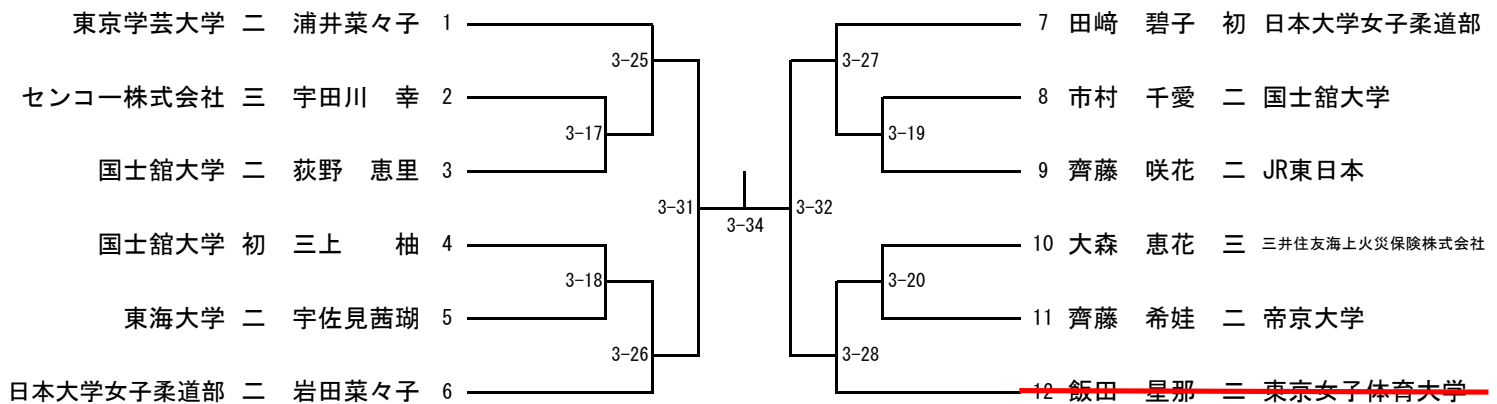 東京学芸大学 二 浦井菜々子 1
センコー株式会社 三 宇田川 幸 2
国士舘大学 二 荻野 恵里 3
国士舘大学 初 三上 柚 4
東海大学 二 宇佐見茜瑚 5
日本大学女子柔道部 二 岩田菜々子 6
3-25
3-17
3-18
3-26
3-31
3-34
3-32
3-27
3-19
3-20
3-28
7 田﨑 碧子 初 日本大学女子柔道部
8 市村 千愛 二 国士舘大学
9 齊藤 咲花 二 JR東日本
10 大森 恵花 三 三井住友海上火災保険株式会社
11 齊藤 希娃 二 帝京大学
12 飯田 星那 二 東京女子体育大学